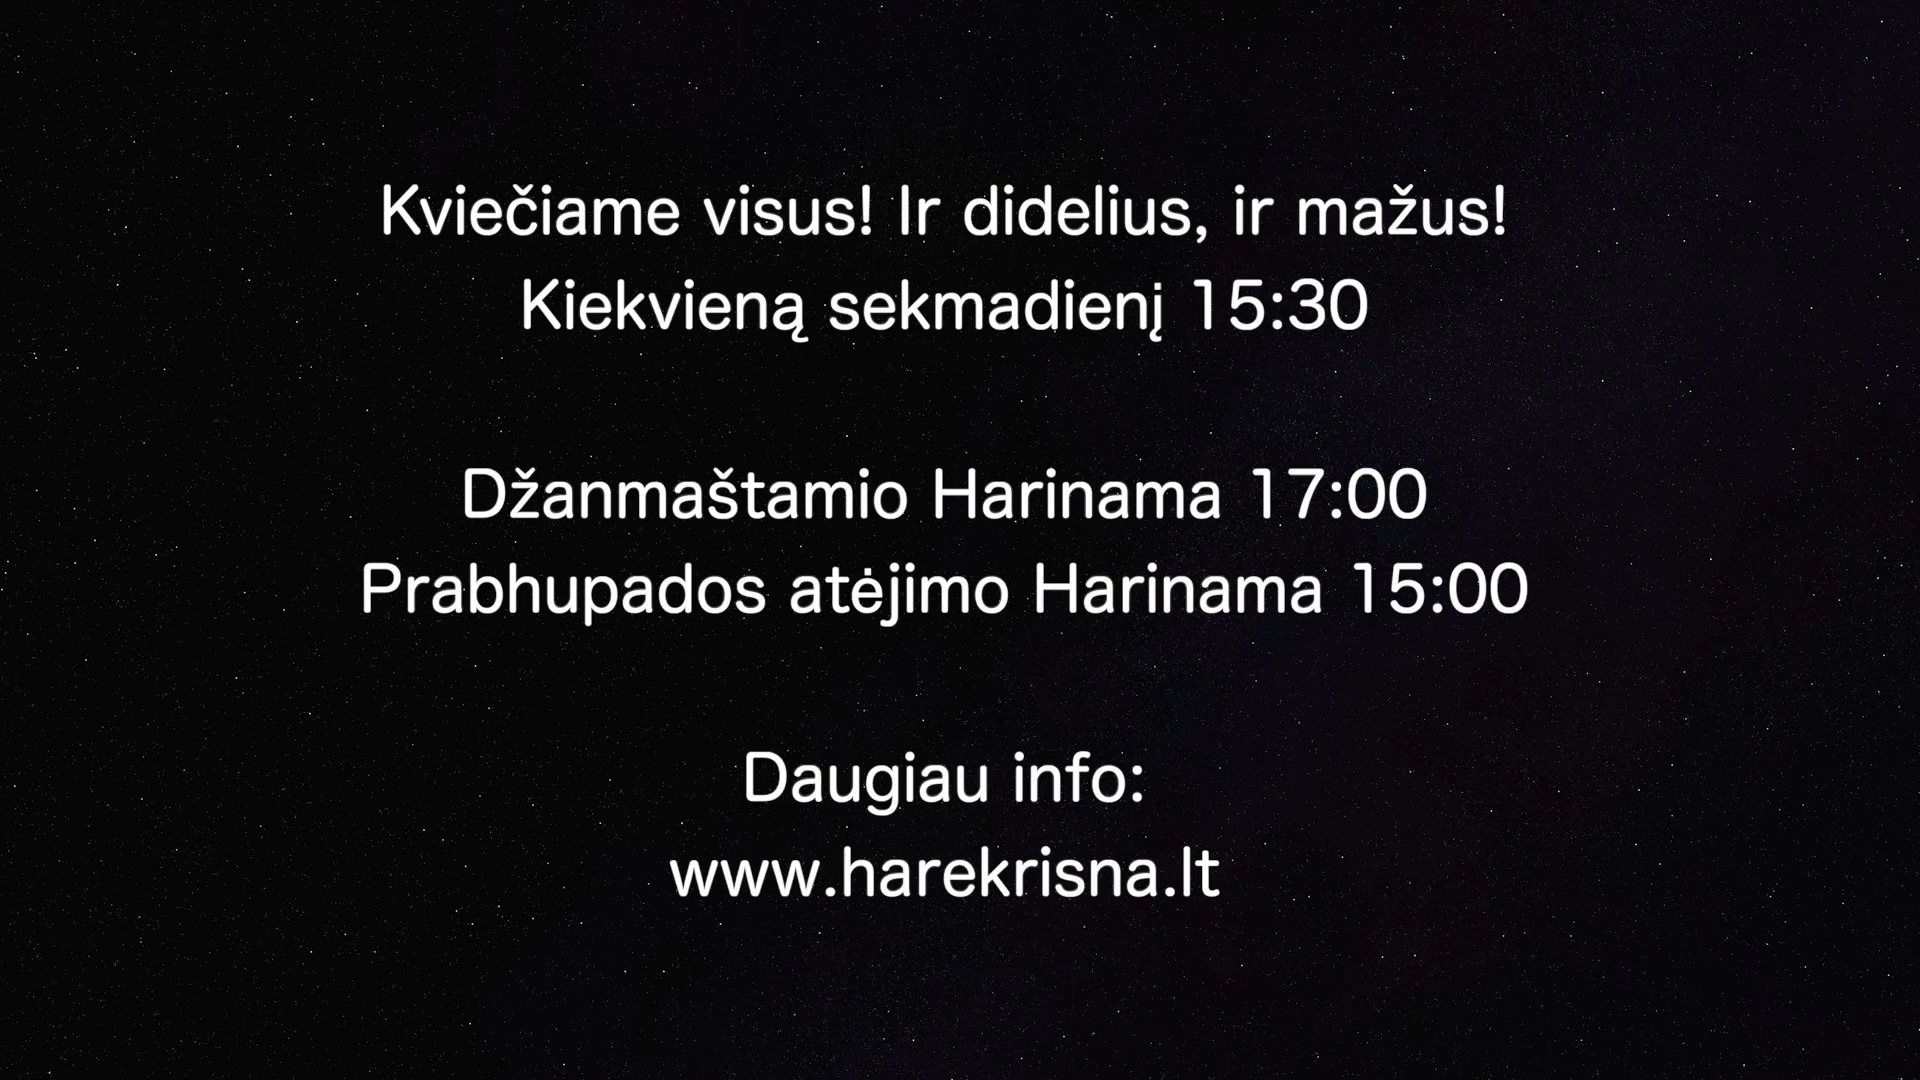 Kviečiame visus! Ir didelius, ir mažus!
Kiekvieną sekmadienį 15:30
Džanmaštamio Harinama 17:00
Prabhupados atėjimo Harinama 15:00
Daugiau info:
www.harekrisna.lt